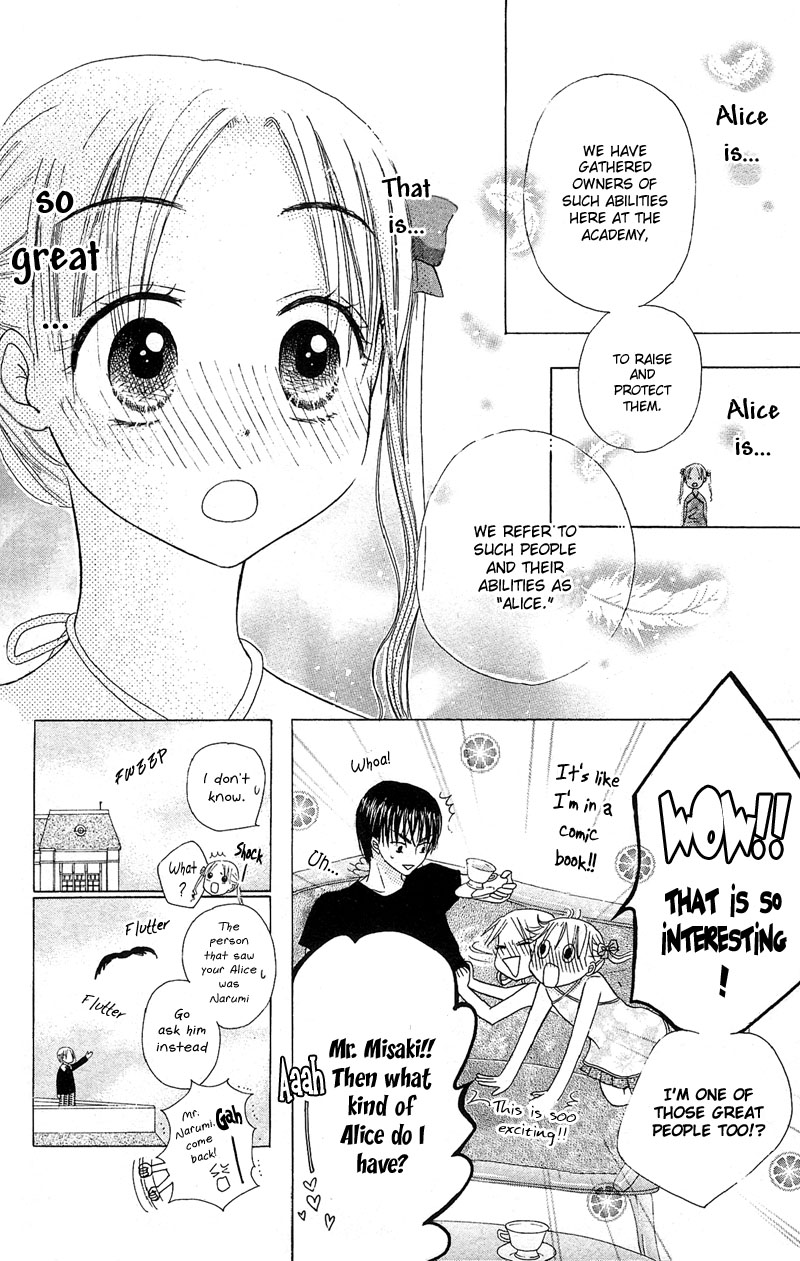 Alice
is...
WE HAVE
GATHERED
OWNERS OF
SUCH ABILITIES
HERE AT THE
ACADEMY,
TO RAISE
AND
PROTECT
THEM.
Alice
is...
WE REFER TO
SUCH PEOPLE
AND THEIR
ABILITIES AS
"ALICE."
That
is...
so
great
...
WOW!!
THAT IS SO
INTERESTING
!
I'M ONE OF
THOSE GREAT
PEOPLE TOO!?
It's like
I'm in a
comic
book!!
Whoa!
Uh...
This is soo
exciting!!
Mr. Misaki!!
Then what
kind of
Alice do I
have?
Aaah
I don't
know.
FWEEP
Shock
!
What
?
The
person
that saw
your Alice
was
Narumi
Go
ask him
instead
Flutter
Flutter
Mr.
Narumi,
come
back!
Gah